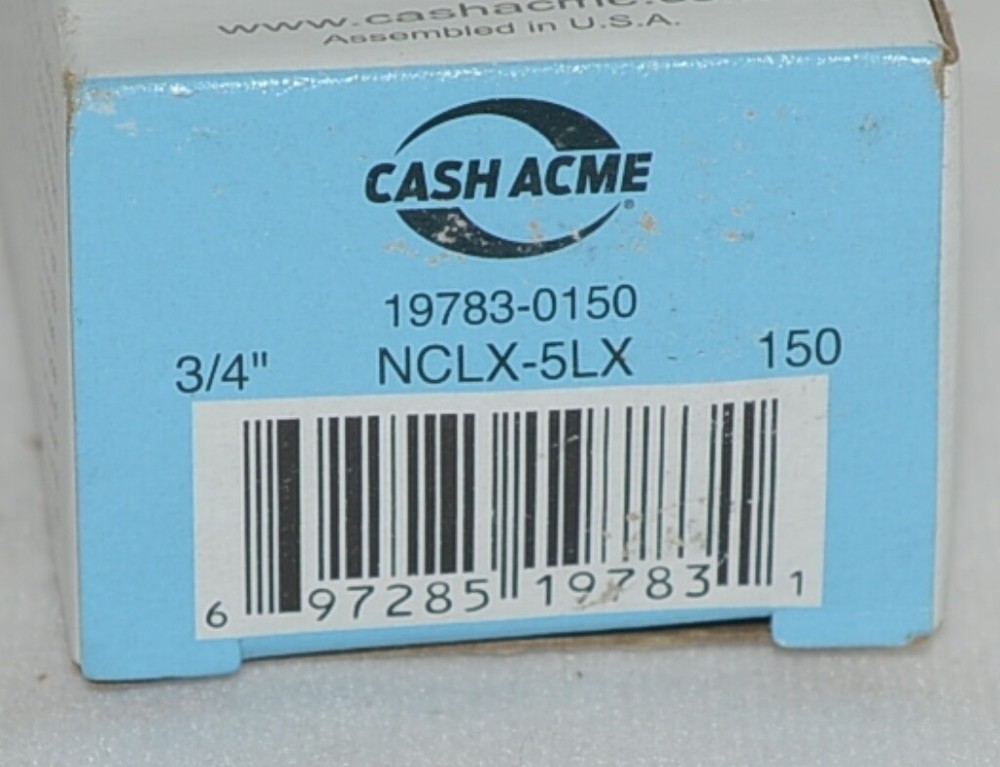 Assembled in U.S.A.
CASH ACME®
19783-0150
3/4" NCLX-5LX 150
6 97285 19783 1